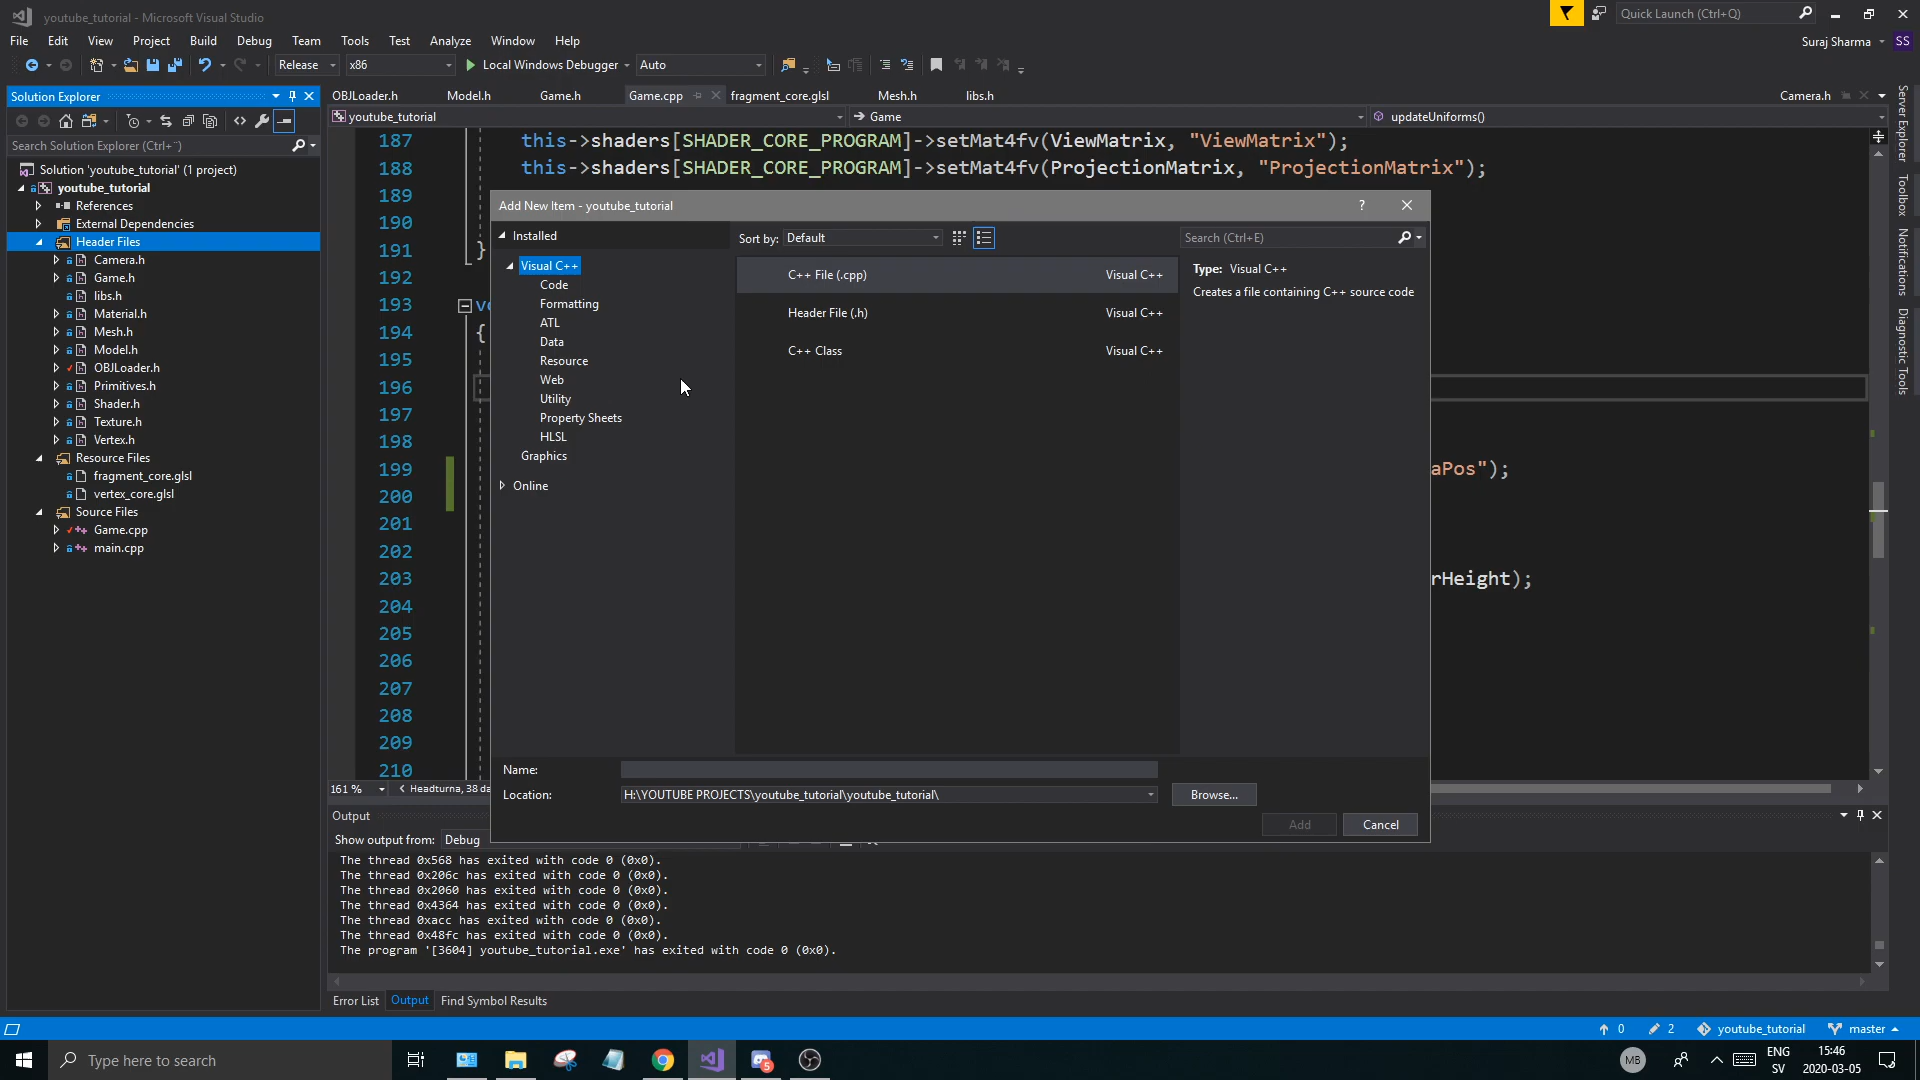 youtube_tutorial - Microsoft Visual Studio
Quick Launch (Ctrl+Q)
File Edit View Project Build Debug Team Tools Test Analyze Window Help
Suraj Sharma SS
Release x86 Local Windows Debugger Auto
Solution Explorer
OBJLoader.h Model.h Game.h Game.cpp fragment_core.glsl Mesh.h libs.h Camera.h
youtube_tutorial Game updateUniforms()
Search Solution Explorer (Ctrl+¨)
Solution 'youtube_tutorial' (1 project)
youtube_tutorial
References
External Dependencies
Header Files
Camera.h
Game.h
libs.h
Material.h
Mesh.h
Model.h
OBJLoader.h
Primitives.h
Shader.h
Texture.h
Vertex.h
Resource Files
fragment_core.glsl
vertex_core.glsl
Source Files
Game.cpp
main.cpp
187 this->shaders[SHADER_CORE_PROGRAM]->setMat4fv(ViewMatrix, "ViewMatrix");
188 this->shaders[SHADER_CORE_PROGRAM]->setMat4fv(ProjectionMatrix, "ProjectionMatrix");
189
190
191 }
192
193 vo
194 {
195
196
197
198
199 aPos");
200
201
202
203 rHeight);
204
205
206
207
208
209
210
Add New Item - youtube_tutorial ?
Installed
Sort by: Default
Search (Ctrl+E)
Visual C++
Code
Formatting
ATL
Data
Resource
Web
Utility
Property Sheets
HLSL
Graphics
Online
C++ File (.cpp) Visual C++
Header File (.h) Visual C++
C++ Class Visual C++
Type: Visual C++
Creates a file containing C++ source code
Name:
Location: H:\YOUTUBE PROJECTS\youtube_tutorial\youtube_tutorial\ Browse...
Add Cancel
161 % Headturna, 38 da
Output
Show output from: Debug
The thread 0x568 has exited with code 0 (0x0).
The thread 0x206c has exited with code 0 (0x0).
The thread 0x2060 has exited with code 0 (0x0).
The thread 0x4364 has exited with code 0 (0x0).
The thread 0xacc has exited with code 0 (0x0).
The thread 0x48fc has exited with code 0 (0x0).
The program '[3604] youtube_tutorial.exe' has exited with code 0 (0x0).
Error List Output Find Symbol Results
Server Explorer
Toolbox
Notifications
Diagnostic Tools
0 2 youtube_tutorial master
Type here to search
5
MB
ENG
SV
15:46
2020-03-05